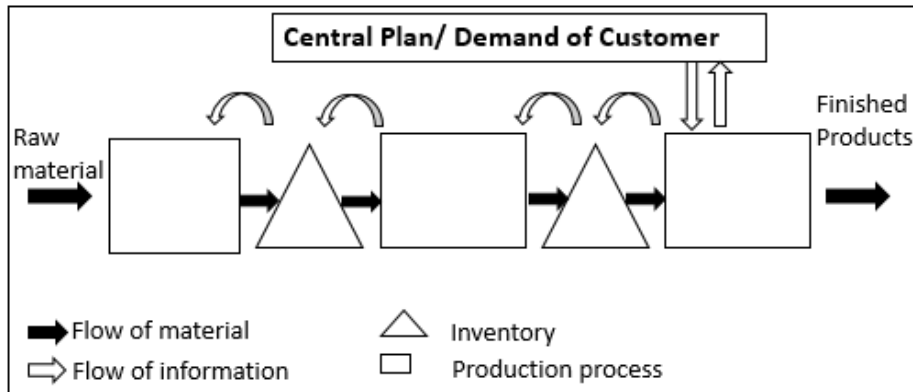 Central Plan/ Demand of Customer
Raw
material
Finished
Products
Flow of material
Inventory
Flow of information
Production process